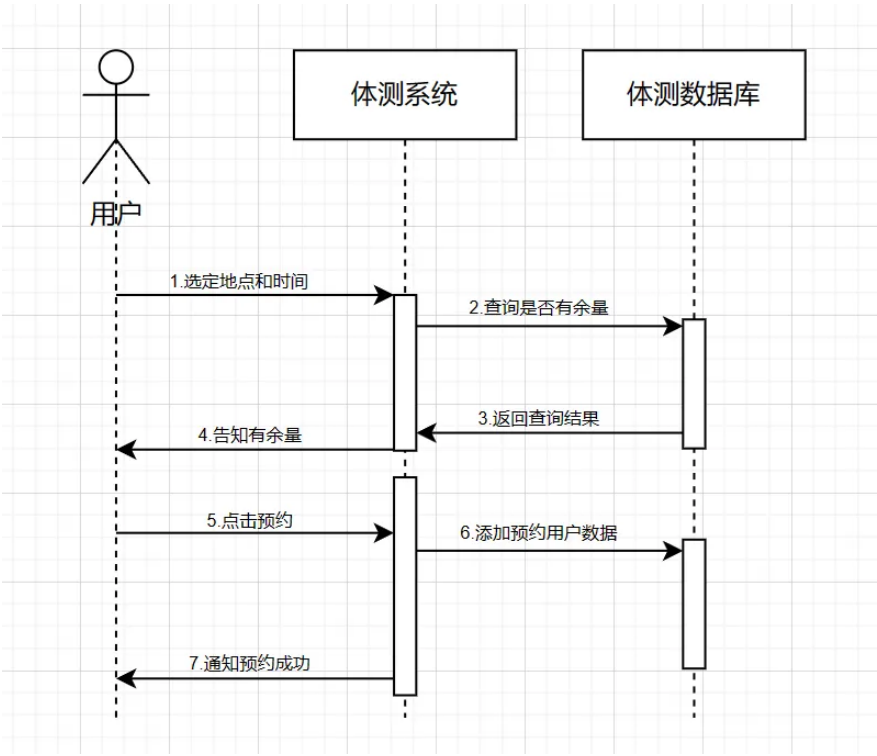 体测系统
体测数据库
用户
1.选定地点和时间
2.查询是否有余量
3.返回查询结果
4.告知有余量
5.点击预约
6.添加预约用户数据
7.通知预约成功